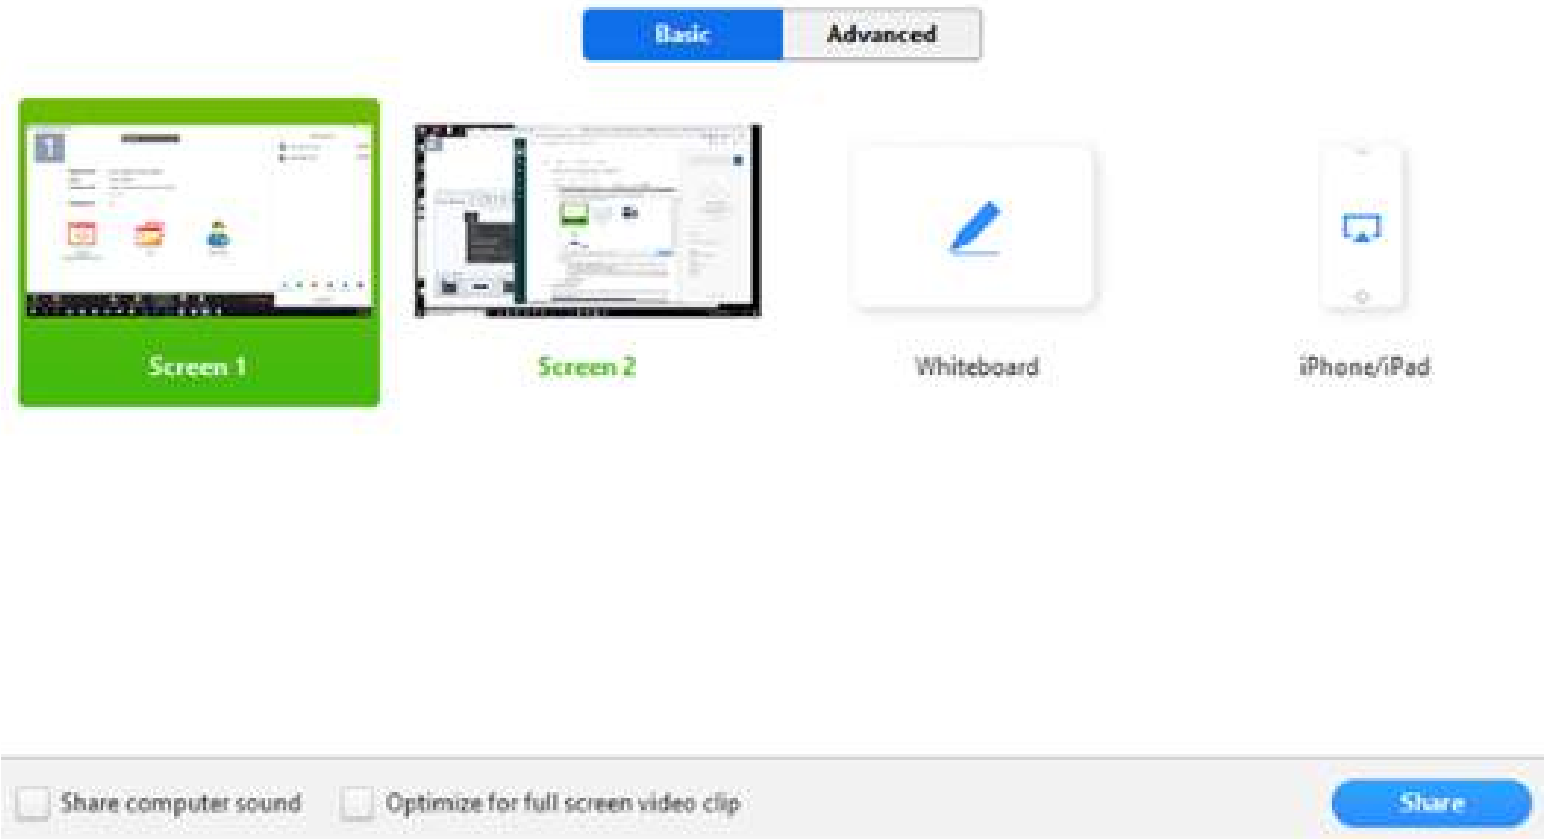 Basic
Advanced
1
Screen 1
Screen 2
Whiteboard
iPhone/iPad
Share computer sound
Optimize for full screen video clip
Share